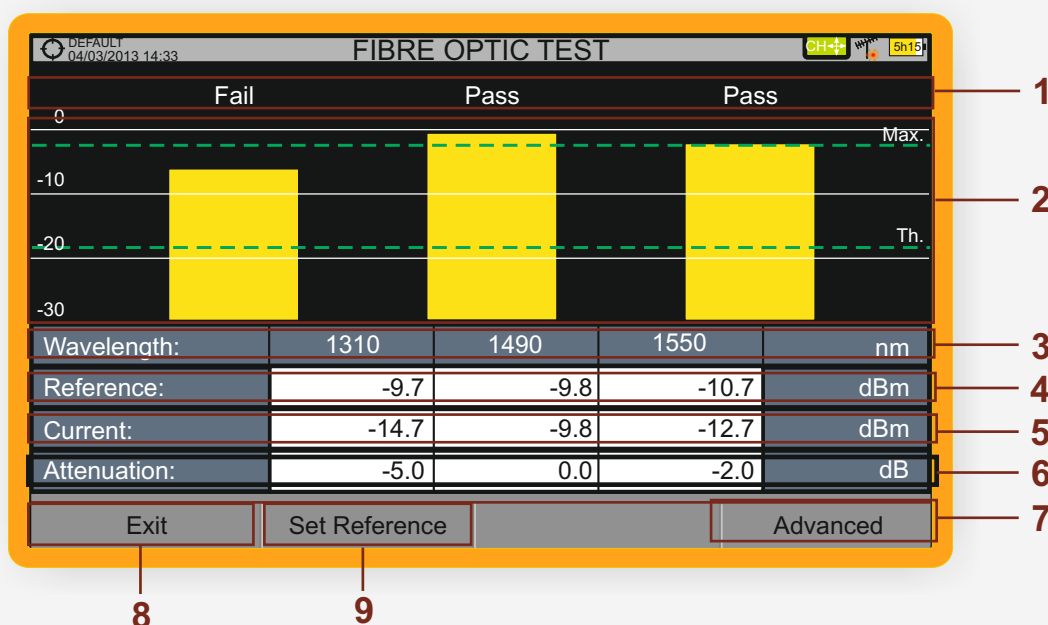 DEFAULT
04/03/2013 14:33
FIBRE OPTIC TEST
CH
5h15
Fail Pass Pass
1
0
Max.
-10
2
-20
Th.
-30
Wavelength: 1310 1490 1550 nm
3
Reference: -9.7 -9.8 -10.7 dBm
4
Current: -14.7 -9.8 -12.7 dBm
5
Attenuation: -5.0 0.0 -2.0 dB
6
Exit Set Reference Advanced
7
8
9